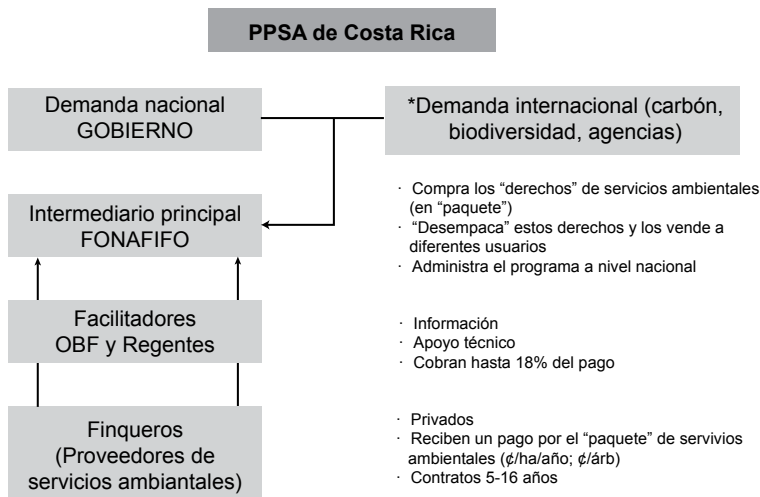 PPSA de Costa Rica
Demanda nacional
GOBIERNO
*Demanda internacional (carbón,
biodiversidad, agencias)
Intermediario principal
FONAFIFO
· Compra los “derechos” de servicios ambientales
(en “paquete”)
· “Desempaca” estos derechos y los vende a
diferentes usuarios
· Administra el programa a nivel nacional
Facilitadores
OBF y Regentes
· Información
· Apoyo técnico
· Cobran hasta 18% del pago
Finqueros
(Proveedores de
servicios ambiantales)
· Privados
· Reciben un pago por el “paquete” de servivios
ambientales (¢/ha/año; ¢/árb)
· Contratos 5-16 años